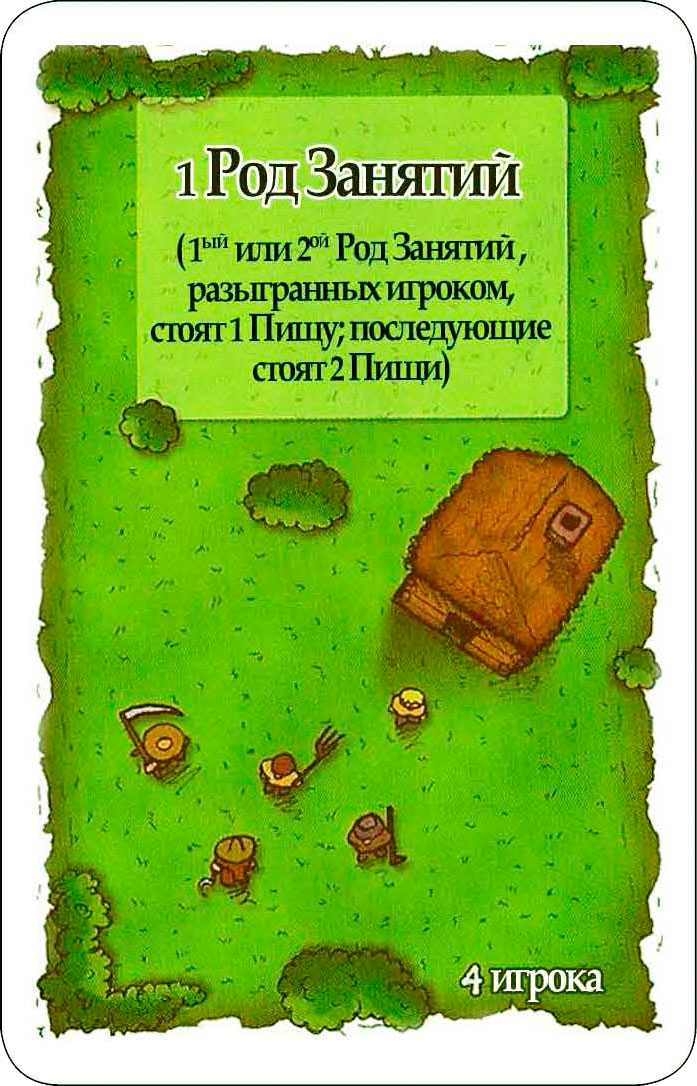 1 Род Занятий
(1ый или 2ой Род Занятий ,
разыгранных игроком,
стоят 1 Пищу; последующие
стоят 2 Пищи)
4 игрока